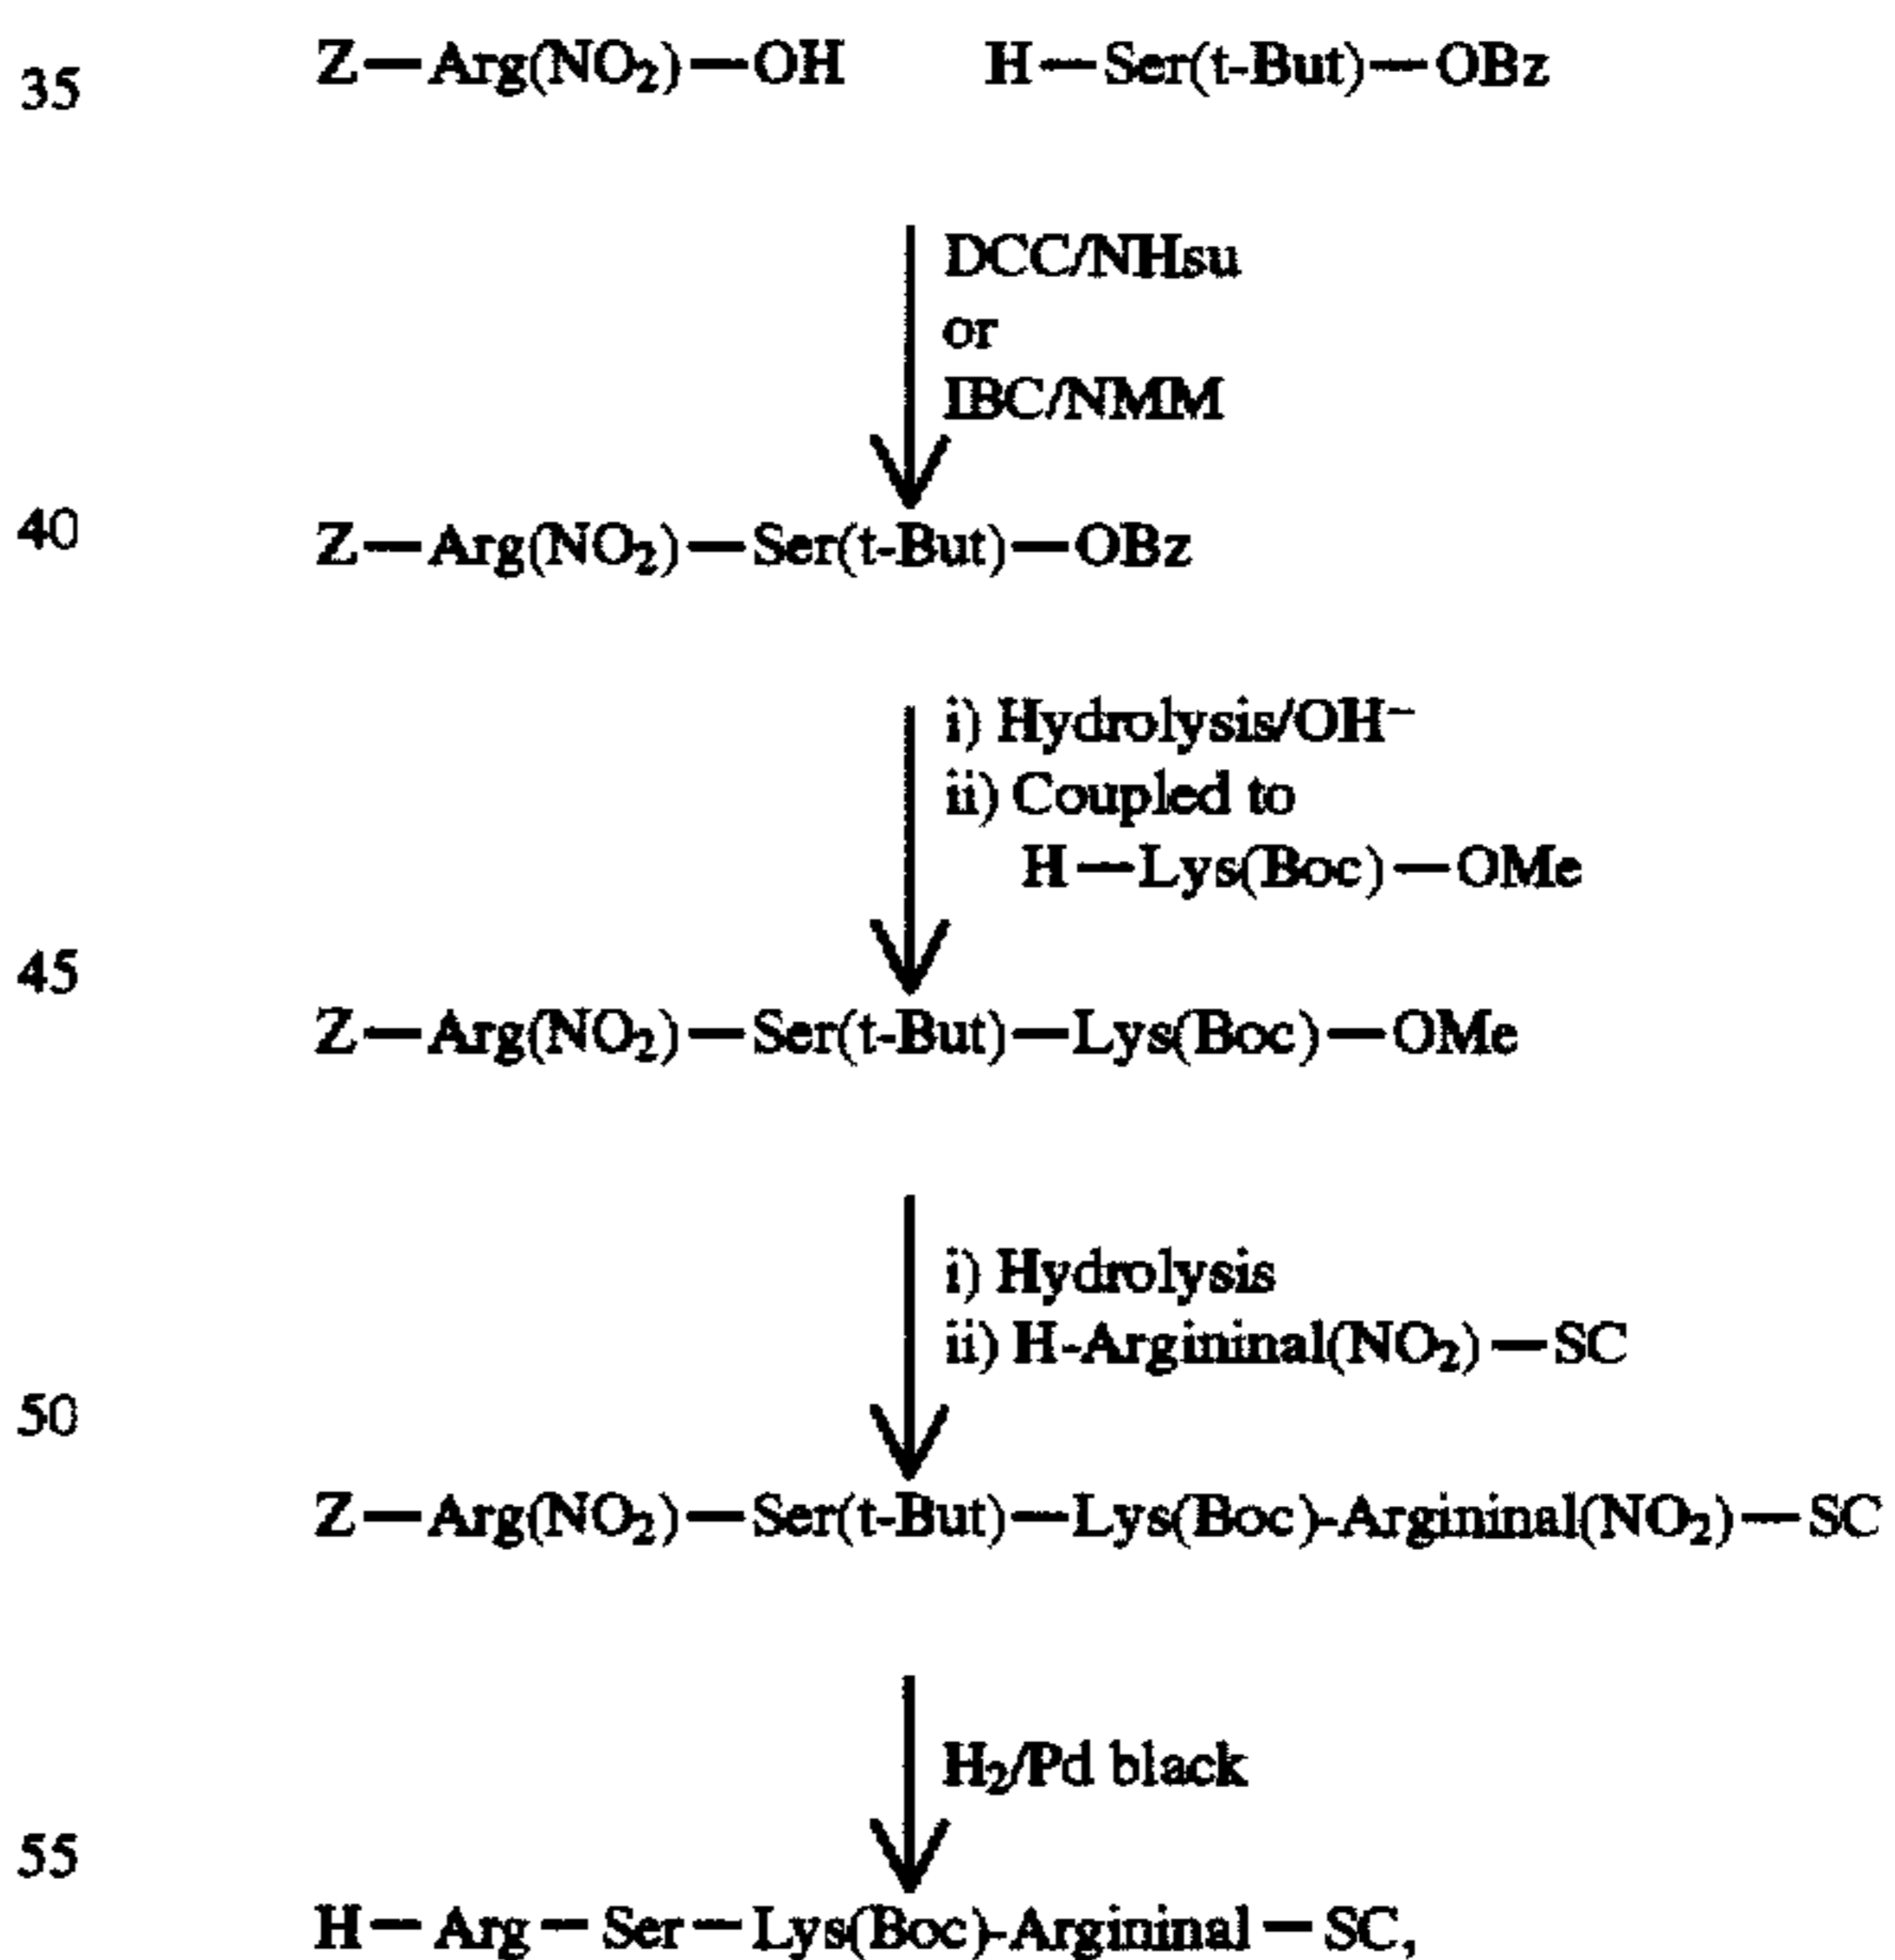 35 Z—Arg(NO₂)—OH H—Ser(t-But)—OBz
DCC/NHsu
or
IBC/NMM
40 Z—Arg(NO₂)—Ser(t-But)—OBz
i) Hydrolysis/OH⁻
ii) Coupled to
H—Lys(Boc)—OMe
45
Z—Arg(NO₂)—Ser(t-But)—Lys(Boc)—OMe
i) Hydrolysis
ii) H-Argininal(NO₂)—SC
50
Z—Arg(NO₂)—Ser(t-But)—Lys(Boc)-Argininal(NO₂)—SC
H₂/Pd black
55
H—Arg—Ser—Lys(Boc)-Argininal—SC,